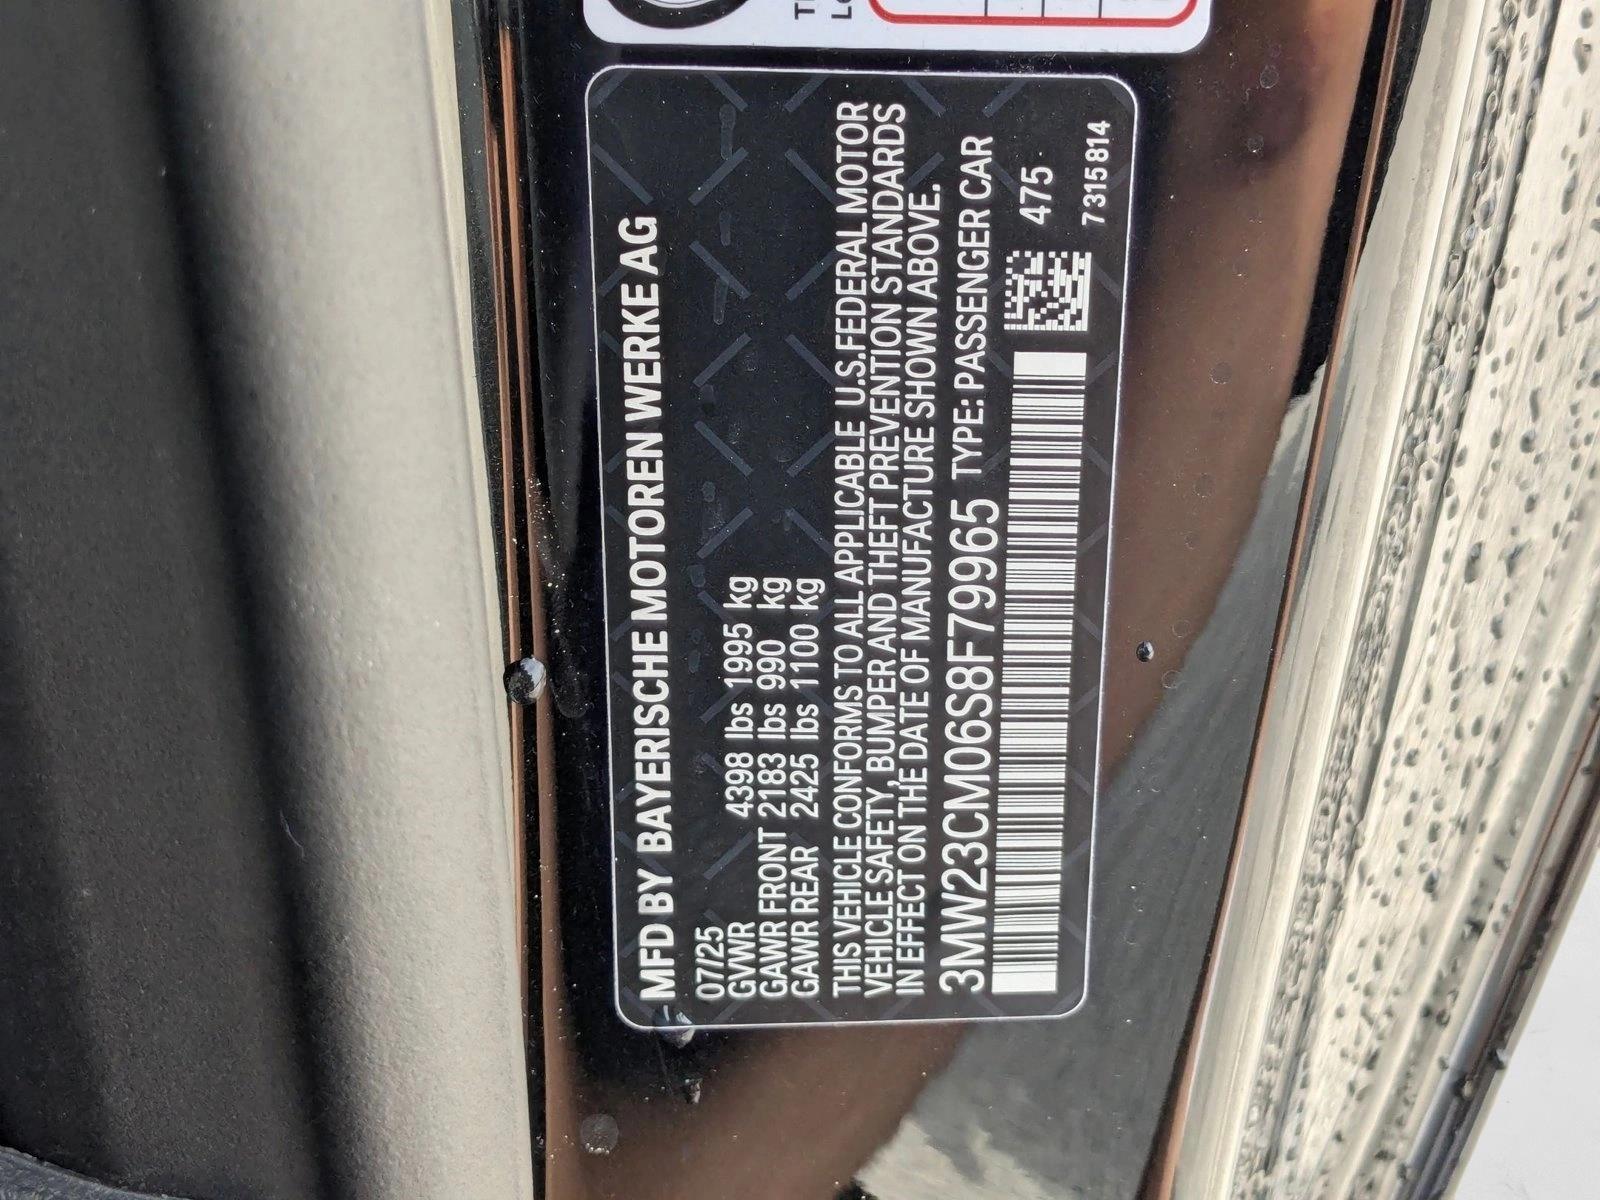 MFD BY BAYERISCHE MOTOREN WERKE AG
07/25
GVWR 4398 lbs 1995 kg
GAWR FRONT 2183 lbs 990 kg
GAWR REAR 2425 lbs 1100 kg
THIS VEHICLE CONFORMS TO ALL APPLICABLE U.S.FEDERAL MOTOR
VEHICLE SAFETY, BUMPER AND THEFT PREVENTION STANDARDS
IN EFFECT ON THE DATE OF MANUFACTURE SHOWN ABOVE.
3MW23CM06S8F79965 TYPE: PASSENGER CAR
475
7315814